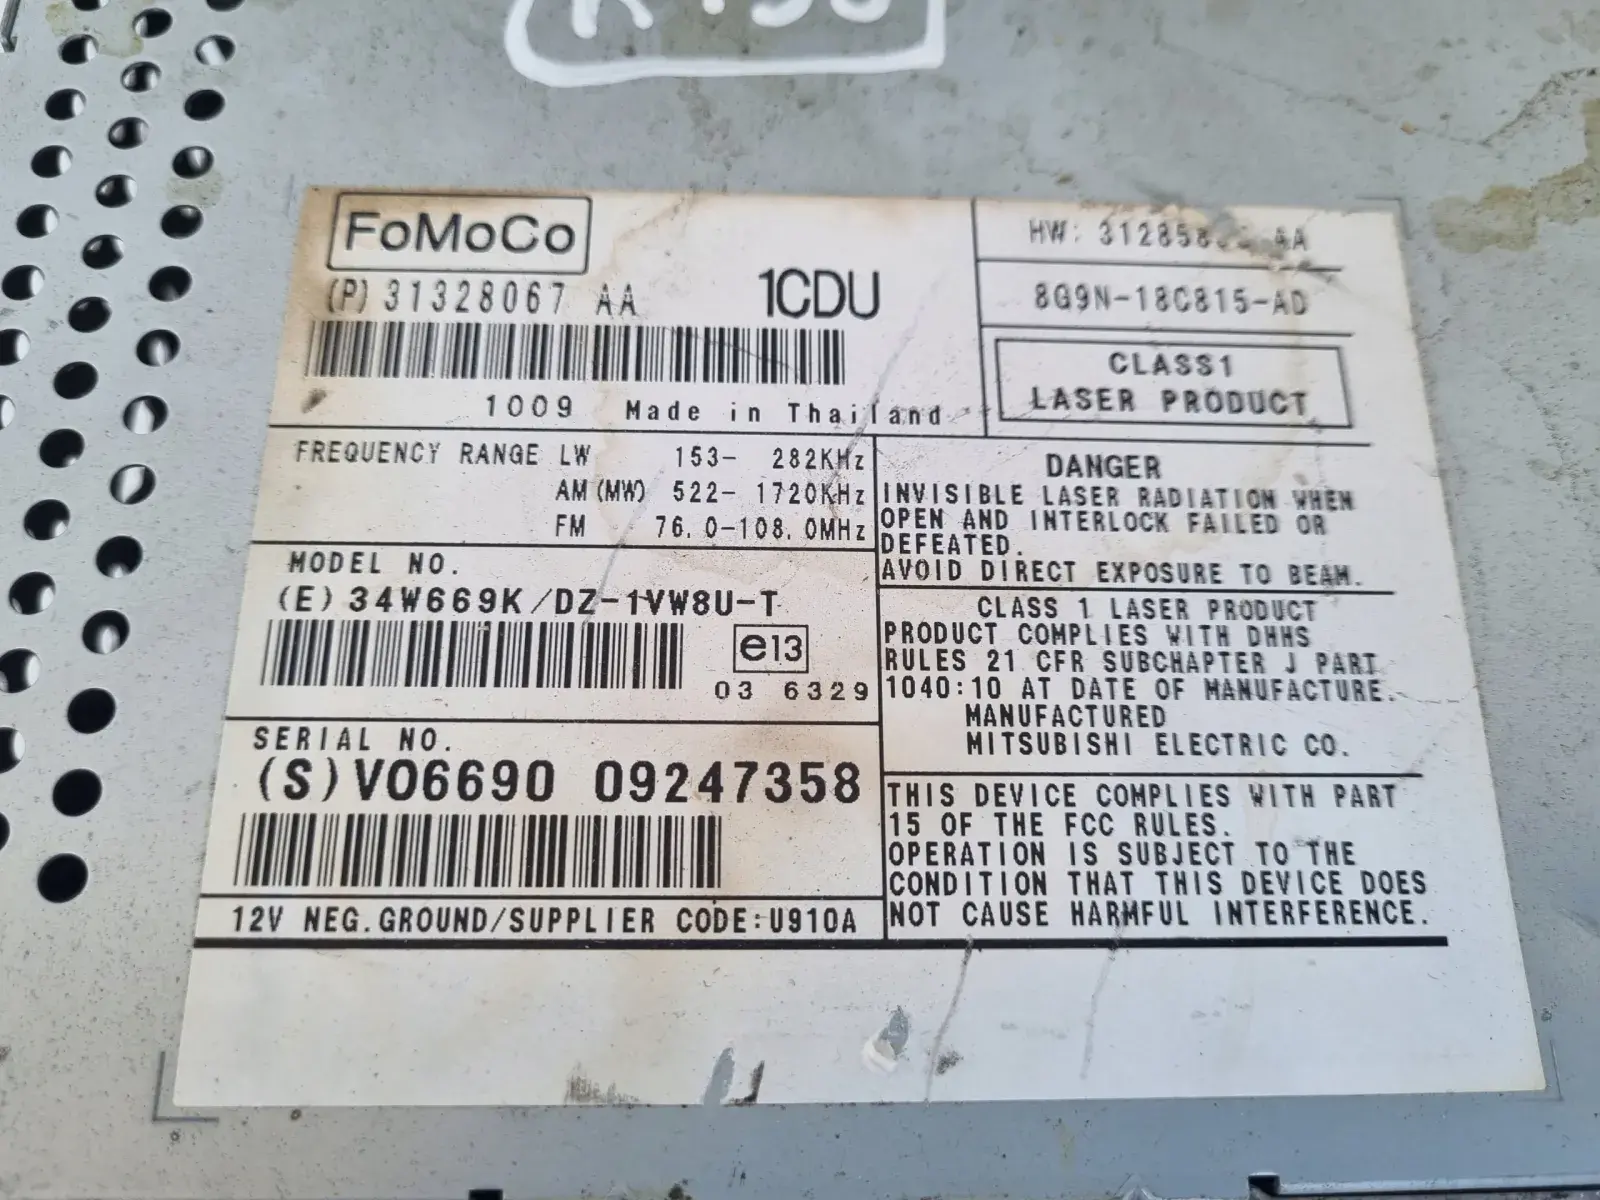 FoMoCo
(P) 31328067 AA
1CDU
1009 Made in Thailand
HW: AA
8G9N-18C815-AD
CLASS1
LASER PRODUCT
FREQUENCY RANGE LW 153- 282KHz
AM (MW) 522- 1720KHz
FM 76.0-108.0MHz
DANGER
INVISIBLE LASER RADIATION WHEN
OPEN AND INTERLOCK FAILED OR
DEFEATED.
AVOID DIRECT EXPOSURE TO BEAM.
MODEL NO.
(E) 34W669K/DZ-1VW8U-T
e13
03 6329
CLASS 1 LASER PRODUCT
PRODUCT COMPLIES WITH DHHS
RULES 21 CFR SUBCHAPTER J PART
1040:10 AT DATE OF MANUFACTURE.
MANUFACTURED
MITSUBISHI ELECTRIC CO.
SERIAL NO.
(S) VO6690 09247358
THIS DEVICE COMPLIES WITH PART
15 OF THE FCC RULES.
OPERATION IS SUBJECT TO THE
CONDITION THAT THIS DEVICE DOES
NOT CAUSE HARMFUL INTERFERENCE.
12V NEG.GROUND/SUPPLIER CODE:U910A